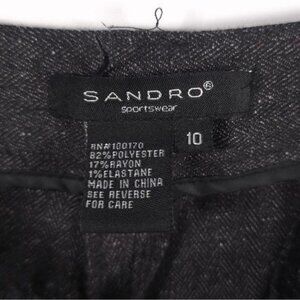 SANDRO®
sportswear
10
RN#100170
82%POLYESTER
17%RAYON
1%ELASTANE
MADE IN CHINA
SEE REVERSE
FOR CARE